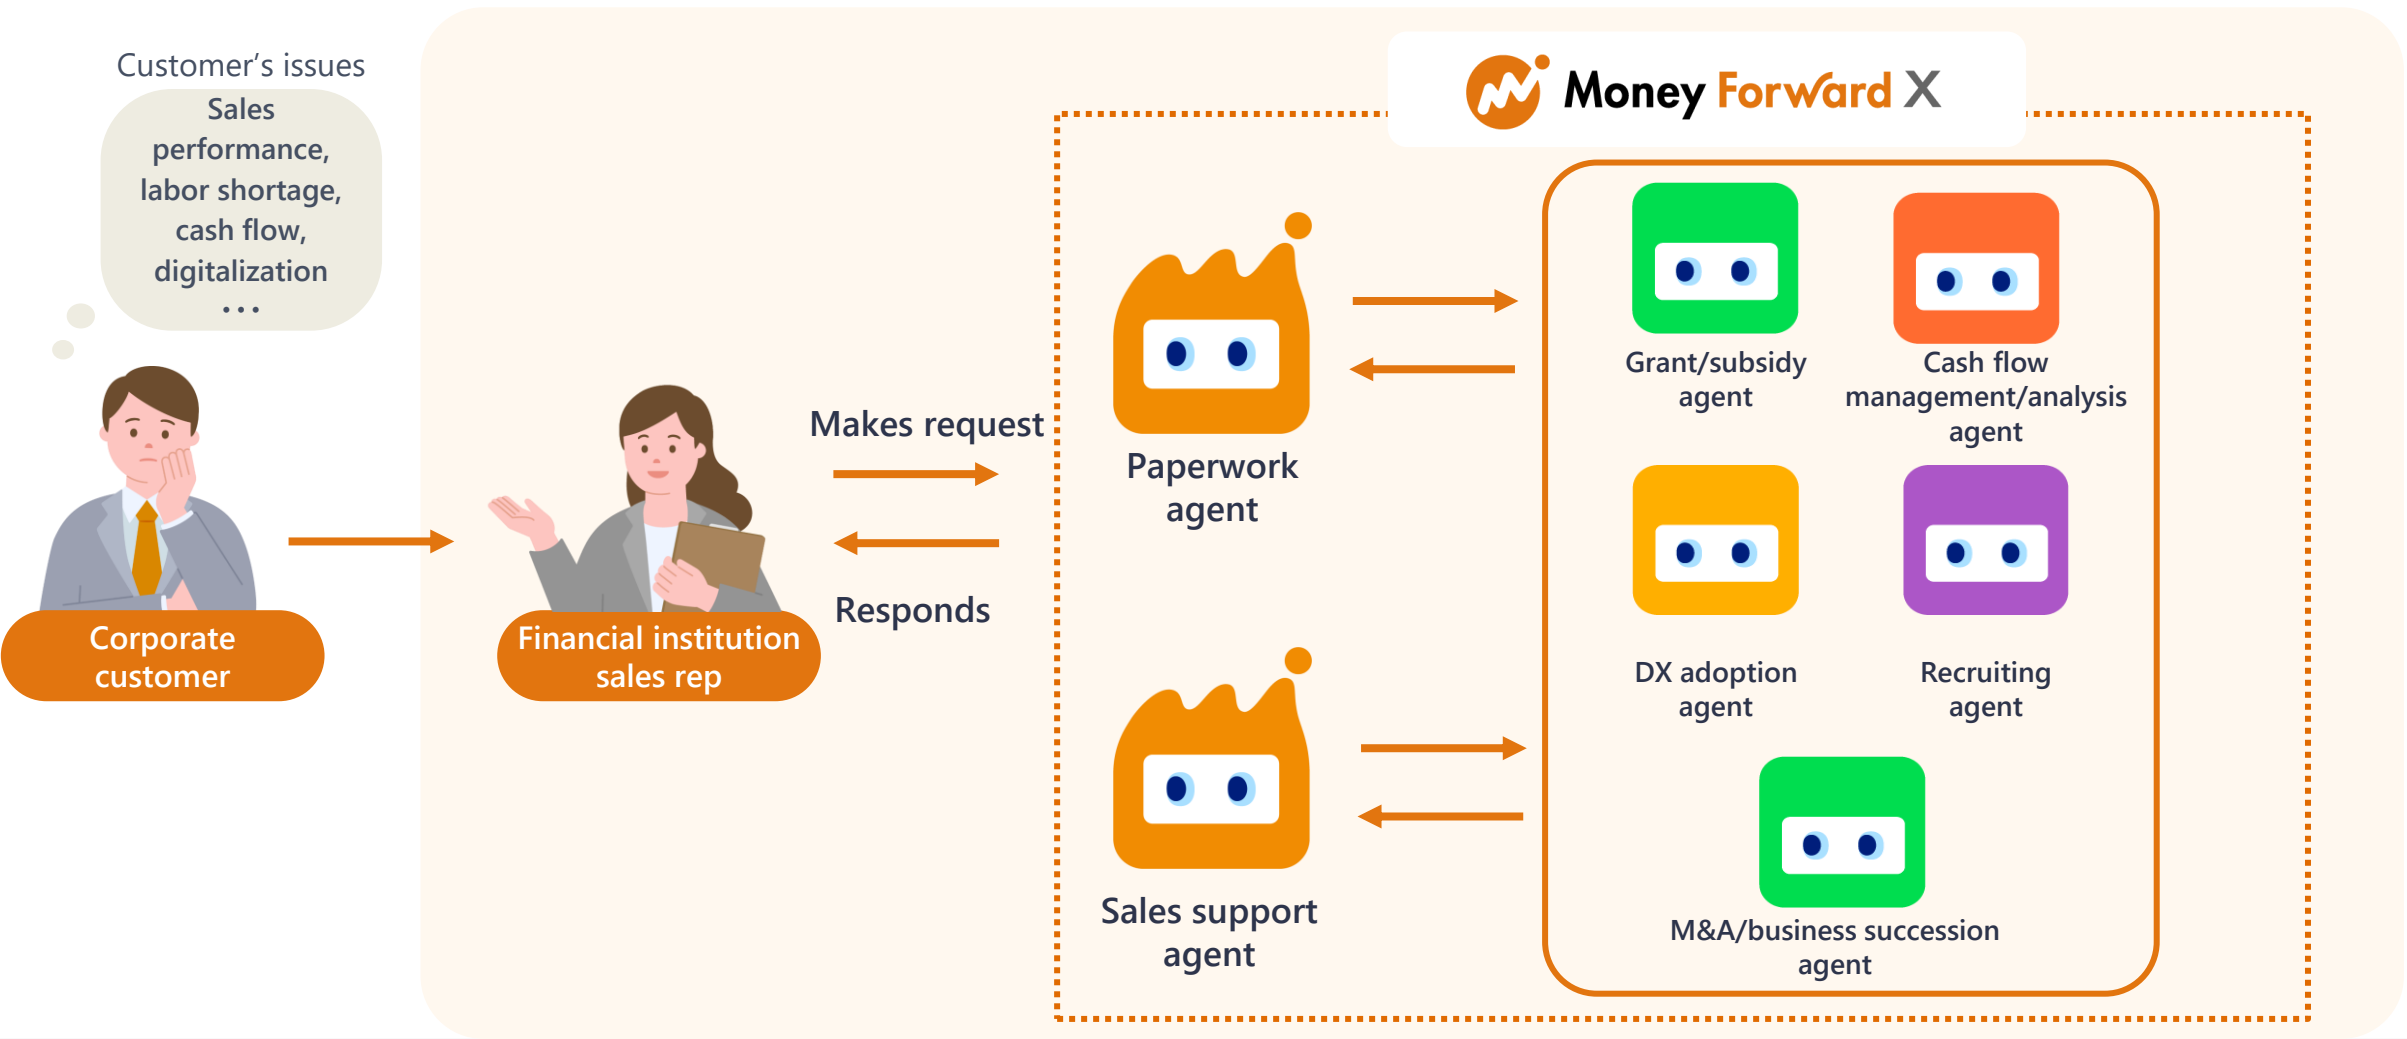 Customer's issues
Sales
performance,
labor shortage,
cash flow,
digitalization
・・・
Corporate
customer
Financial institution
sales rep
Makes request
Responds
Money Forward X
Paperwork
agent
Sales support
agent
Grant/subsidy
agent
Cash flow
management/analysis
agent
DX adoption
agent
Recruiting
agent
M&A/business succession
agent